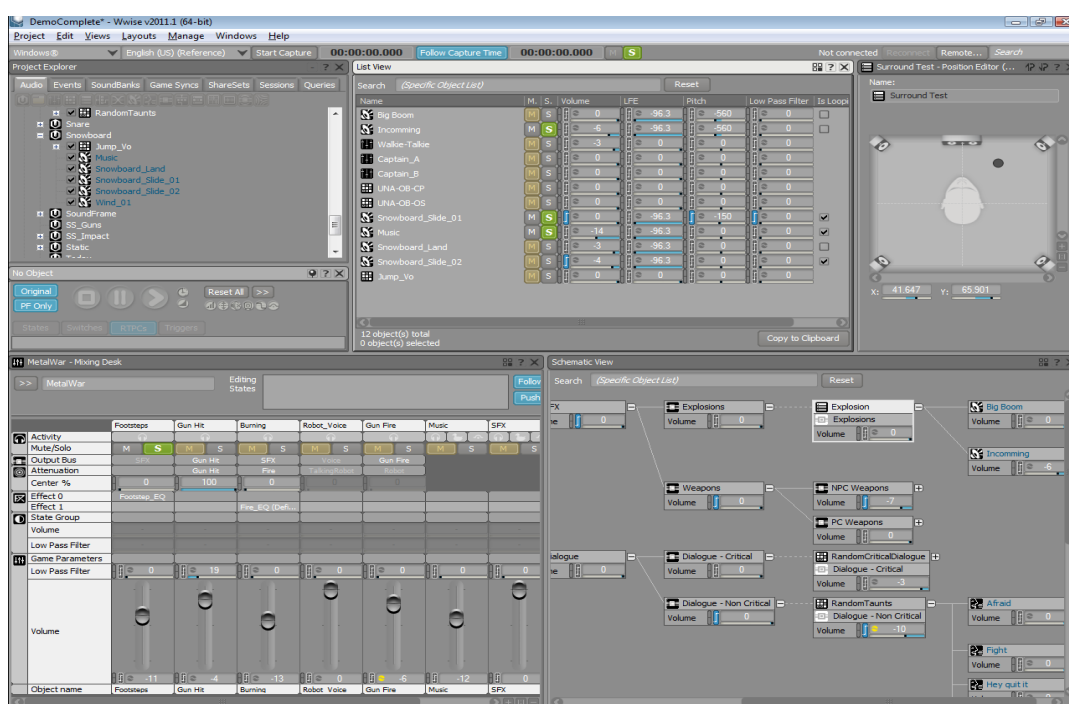 DemoComplete* - Wwise v2011.1 (64-bit)
Project Edit Views Layouts Manage Windows Help
Windows® English (US) (Reference) Start Capture 00:00:00.000 Follow Capture Time 00:00:00.000 M S Not connected Reconnect Remote... Search
Project Explorer
Audio Events SoundBanks Game Syncs ShareSets Sessions Queries
RandomTaunts
Snare
Snowboard
Jump_Vo
Music
Snowboard_Land
Snowboard_Slide_01
Snowboard_Slide_02
Wind_01
SoundFrame
SS_Guns
SS_Impact
Static
No Object
Original Reset All >>
PF Only
States Switches RTPCs Triggers
List View
Search (Specific Object List) Reset
Name M. S. Volume LFE Pitch Low Pass Filter Is Loopi
Big Boom M S 0 -96.3 -560 0
Incomming M S -6 -96.3 -560 0
Walkie-Talkie M S -3 0 0 0
Captain_A M S 0 0 0 0
Captain_B M S 0 0 0 0
UNA-OB-CP M S 0 0 0 0
UNA-OB-OS M S 0 0 0 0
Snowboard_Slide_01 M S 0 -96.3 -150 0
Music M S -14 -96.3 0 0
Snowboard_Land M S -3 -96.3 0 0
Snowboard_Slide_02 M S -4 -96.3 0 0
Jump_Vo M S 0 0 0 0
12 object(s) total
0 object(s) selected
Copy to Clipboard
Surround Test - Position Editor (...
Name:
Surround Test
X: 41.647 Y: 65.901
MetalWar - Mixing Desk
>> MetalWar Editing States Follow
Push
Footsteps Gun Hit Burning Robot_Voice Gun Fire Music SFX
Activity
Mute/Solo M S M S M S M S M S M S
Output Bus SFX Gun Hit SFX Voice Gun Fire
Attenuation Gun Hit Fire TalkingRobot Robot
Center % 0 100 0 0 0
Effect 0 Footstep_EQ
Effect 1 Fire_EQ (Defi...
State Group
Volume
Low Pass Filter
Game Parameters
Low Pass Filter 0 19 0 0 0 0 0
Volume
-11 -4 -13 0 -6 -12 0
Object name Footsteps Gun Hit Burning Robot Voice Gun Fire Music SFX
Schematic View
Search (Specific Object List) Reset
FX
0
Explosions
Volume 0
Explosion
Explosions
Volume 0
Big Boom
Volume 0
Incomming
Volume -6
Weapons
Volume 0
NPC Weapons
Volume -7
PC Weapons
Volume 0
ialogue
0
Dialogue - Critical
Volume 0
RandomCriticalDialogue
Dialogue - Critical
Volume -3
Dialogue - Non Critical
Volume 0
RandomTaunts
Dialogue - Non Critical
Volume -10
Afraid
Volume 0
Fight
Volume 0
Hey quit it